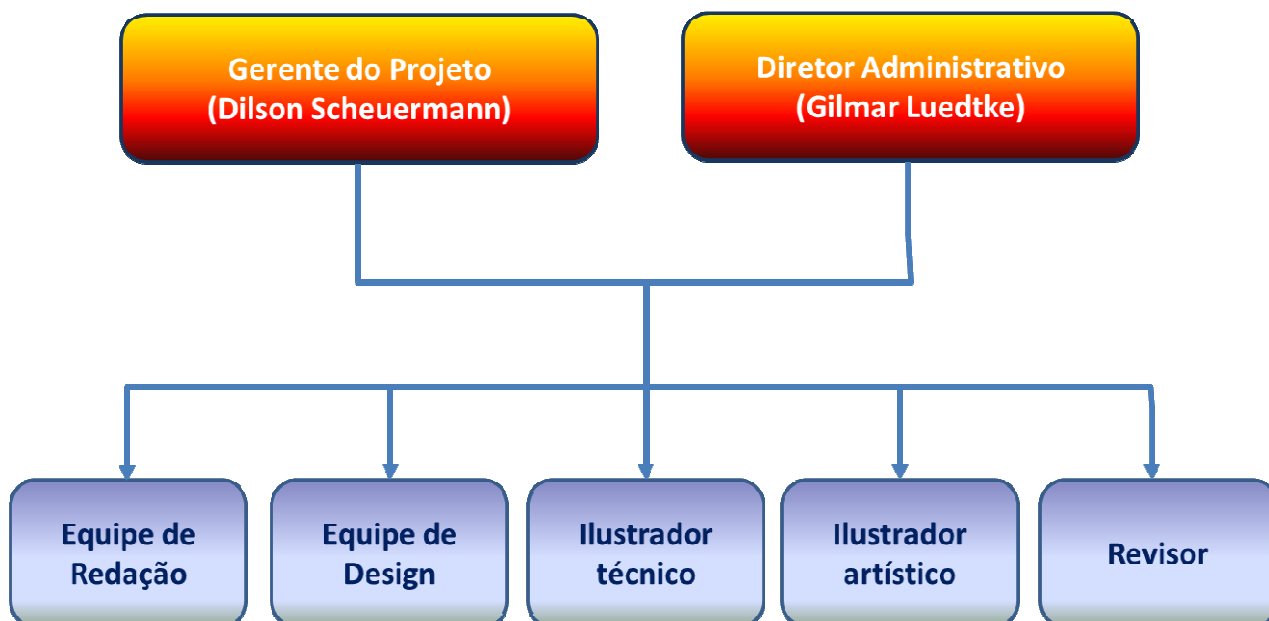 Gerente do Projeto
(Dilson Scheuermann)
Diretor Administrativo
(Gilmar Luedtke)
Equipe de
Redação
Equipe de
Design
Ilustrador
técnico
Ilustrador
artístico
Revisor